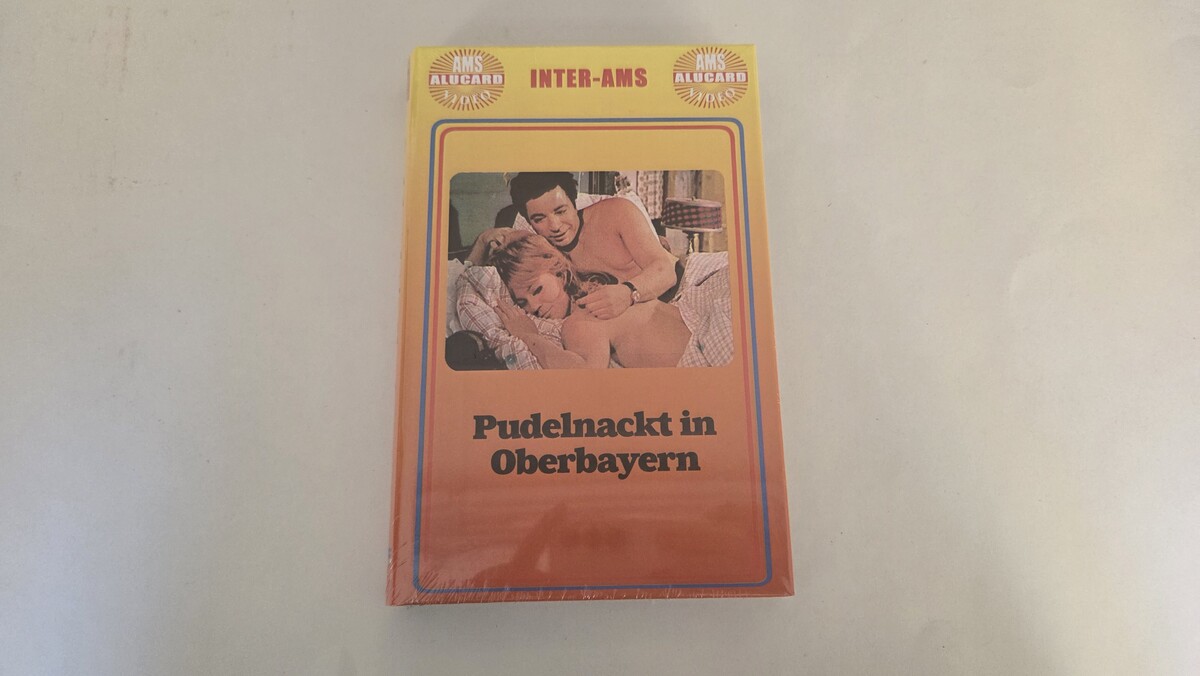 AMS
ALUCARD
VIDEO
INTER-AMS
AMS
ALUCARD
VIDEO
Pudelnackt in
Oberbayern